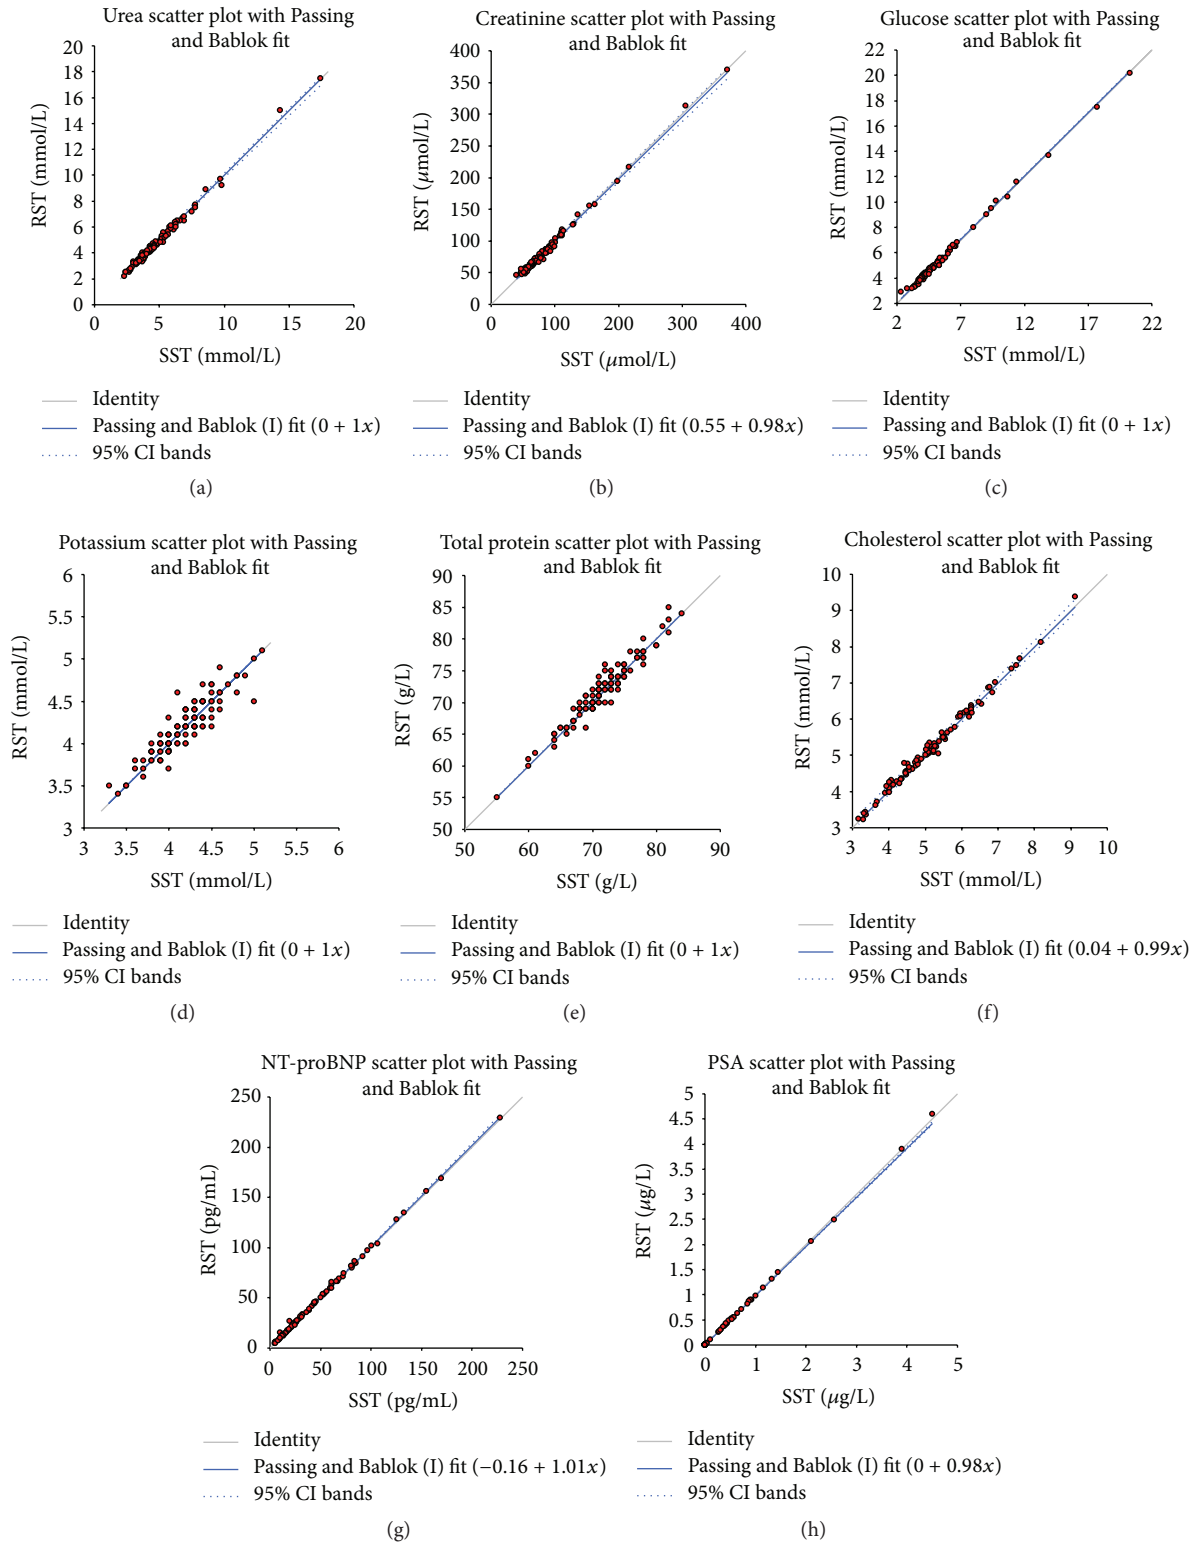 Urea scatter plot with Passing
and Bablok fit
20
18
16
14
12
10
8
6
4
2
0
RST (mmol/L)
0 5 10 15 20
SST (mmol/L)
Identity
Passing and Bablok (I) fit (0 + 1x)
95% CI bands
(a)
Creatinine scatter plot with Passing
and Bablok fit
400
350
300
250
200
150
100
50
0
RST (μmol/L)
0 100 200 300 400
SST (μmol/L)
Identity
Passing and Bablok (I) fit (0.55 + 0.98x)
95% CI bands
(b)
Glucose scatter plot with Passing
and Bablok fit
22
20
18
16
14
12
10
8
6
4
2
RST (mmol/L)
2 7 12 17 22
SST (mmol/L)
Identity
Passing and Bablok (I) fit (0 + 1x)
95% CI bands
(c)
Potassium scatter plot with Passing
and Bablok fit
6
5.5
5
4.5
4
3.5
3
RST (mmol/L)
3 3.5 4 4.5 5 5.5 6
SST (mmol/L)
Identity
Passing and Bablok (I) fit (0 + 1x)
95% CI bands
(d)
Total protein scatter plot with Passing
and Bablok fit
90
85
80
75
70
65
60
55
50
RST (g/L)
50 60 70 80 90
SST (g/L)
Identity
Passing and Bablok (I) fit (0 + 1x)
95% CI bands
(e)
Cholesterol scatter plot with Passing
and Bablok fit
10
9
8
7
6
5
4
3
RST (mmol/L)
3 4 5 6 7 8 9 10
SST (mmol/L)
Identity
Passing and Bablok (I) fit (0.04 + 0.99x)
95% CI bands
(f)
NT-proBNP scatter plot with Passing
and Bablok fit
250
200
150
100
50
0
RST (pg/mL)
0 50 100 150 200 250
SST (pg/mL)
Identity
Passing and Bablok (I) fit (−0.16 + 1.01x)
95% CI bands
(g)
PSA scatter plot with Passing
and Bablok fit
5
4.5
4
3.5
3
2.5
2
1.5
1
0.5
0
RST (μg/L)
0 1 2 3 4 5
SST (μg/L)
Identity
Passing and Bablok (I) fit (0 + 0.98x)
95% CI bands
(h)